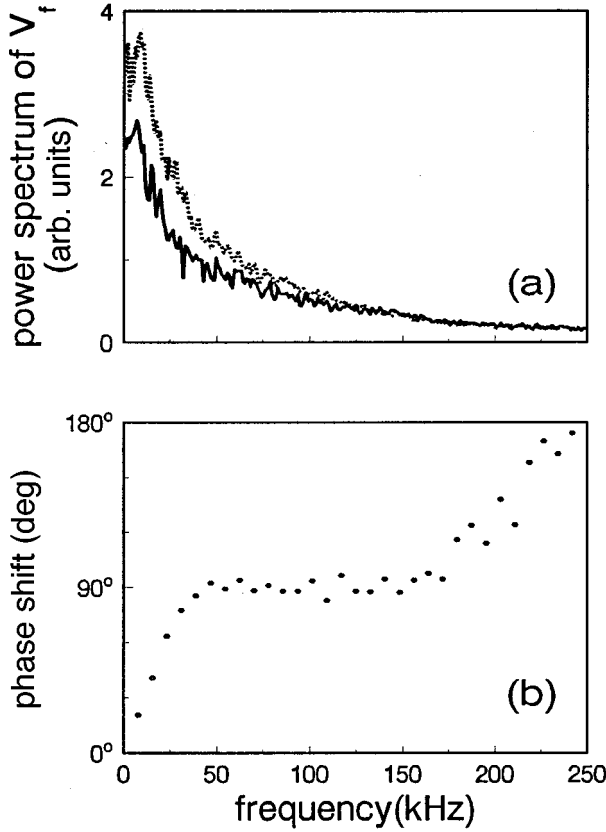 power spectrum of V_f
(arb. units)
4
2
0
(a)
phase shift (deg)
180°
90°
0°
(b)
0 50 100 150 200 250
frequency(kHz)